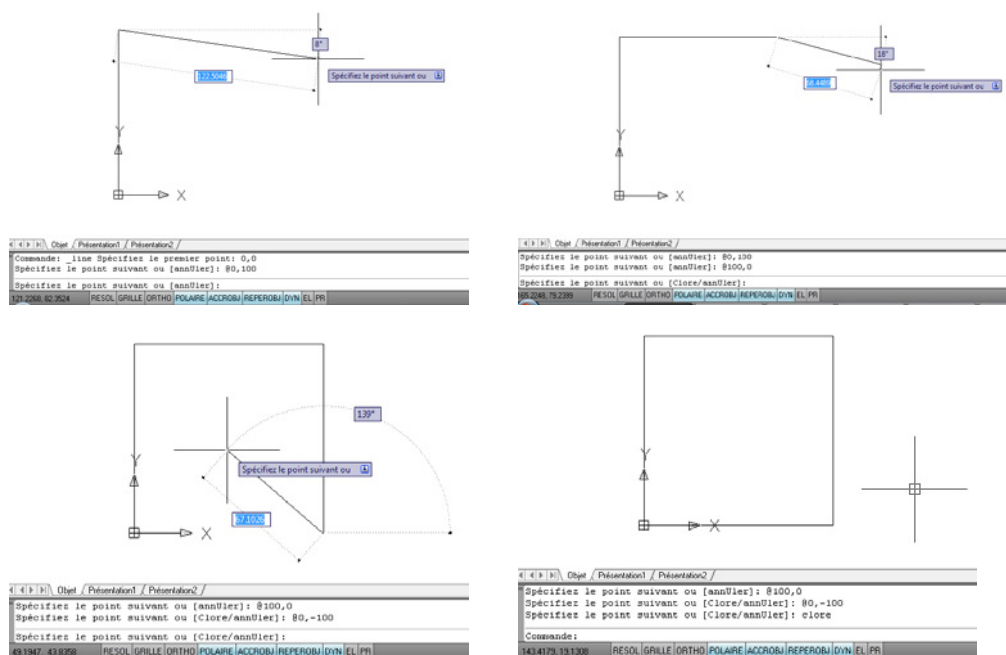 8°
122.5046
Spécifiez le point suivant ou
Y
X
Objet / Présentation1 / Présentation2 /
Commande: _line Spécifiez le premier point: 0,0
Spécifiez le point suivant ou [annUler]: @0,100
Spécifiez le point suivant ou [annUler]:
RESOL GRILLE ORTHO POLAIRE ACCROBJ REPEROBJ DYN EL PR
18°
Spécifiez le point suivant ou
Y
X
Objet / Présentation1 / Présentation2 /
Spécifiez le point suivant ou [annUler]: @0,100
Spécifiez le point suivant ou [annUler]: @100,0
Spécifiez le point suivant ou [Clore/annUler]:
RESOL GRILLE ORTHO POLAIRE ACCROBJ REPEROBJ DYN EL PR
139°
Spécifiez le point suivant ou
67.1026
Y
X
Objet / Présentation1 / Présentation2 /
Spécifiez le point suivant ou [annUler]: @100,0
Spécifiez le point suivant ou [Clore/annUler]: @0,-100
Spécifiez le point suivant ou [Clore/annUler]:
49.1947, 43.8358 RESOL GRILLE ORTHO POLAIRE ACCROBJ REPEROBJ DYN EL PR
Y
X
Objet / Présentation1 / Présentation2 /
Spécifiez le point suivant ou [annUler]: @100,0
Spécifiez le point suivant ou [Clore/annUler]: @0,-100
Spécifiez le point suivant ou [Clore/annUler]: clore
Commande:
143.4179, 19.1308 RESOL GRILLE ORTHO POLAIRE ACCROBJ REPEROBJ DYN EL PR